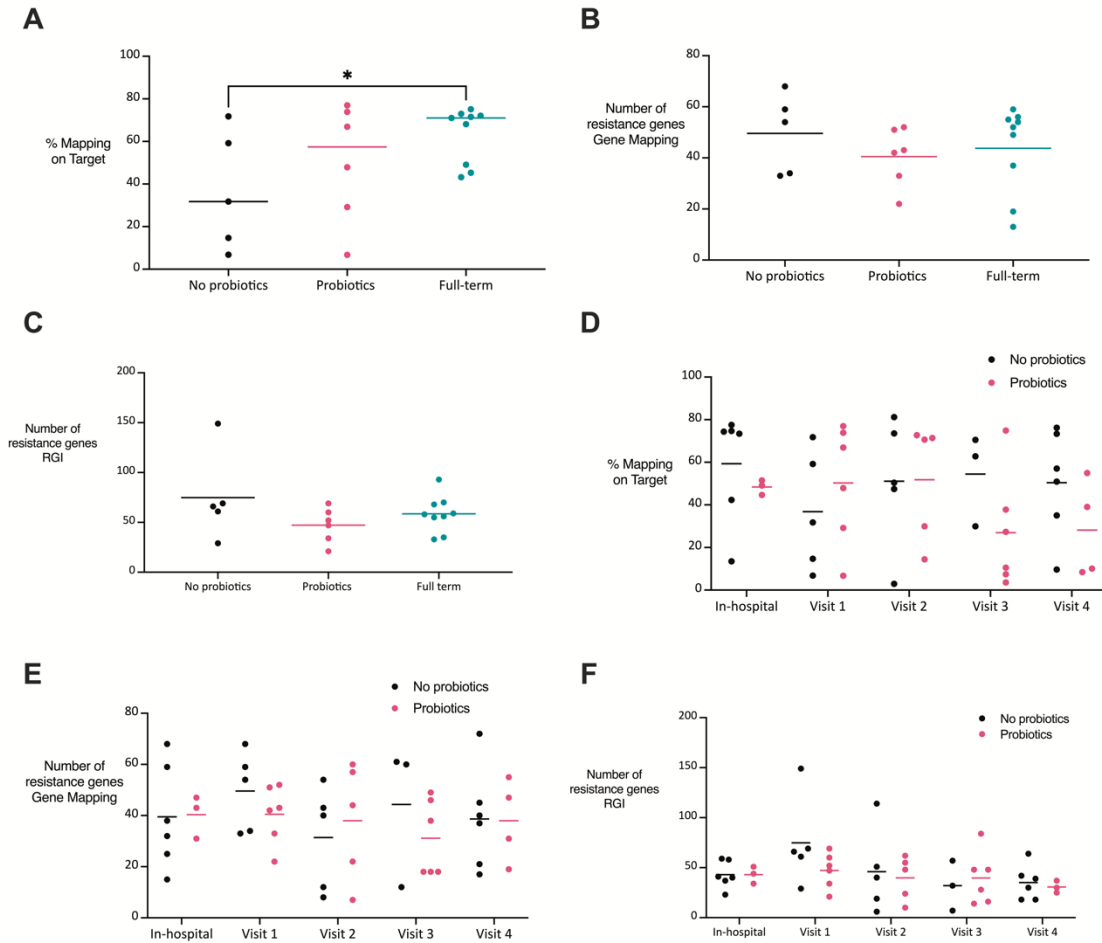 A
% Mapping
on Target
100
80
60
40
20
0
*
No probiotics
Probiotics
Full-term
B
Number of
resistance genes
Gene Mapping
80
60
40
20
0
No probiotics
Probiotics
Full-term
C
Number of
resistance genes
RGI
200
150
100
50
0
No probiotics
Probiotics
Full term
D
No probiotics
Probiotics
% Mapping
on Target
100
80
60
40
20
0
In-hospital
Visit 1
Visit 2
Visit 3
Visit 4
E
No probiotics
Probiotics
Number of
resistance genes
Gene Mapping
80
60
40
20
0
In-hospital
Visit 1
Visit 2
Visit 3
Visit 4
F
No probiotics
Probiotics
Number of
resistance genes
RGI
200
150
100
50
0
In-hospital
Visit 1
Visit 2
Visit 3
Visit 4